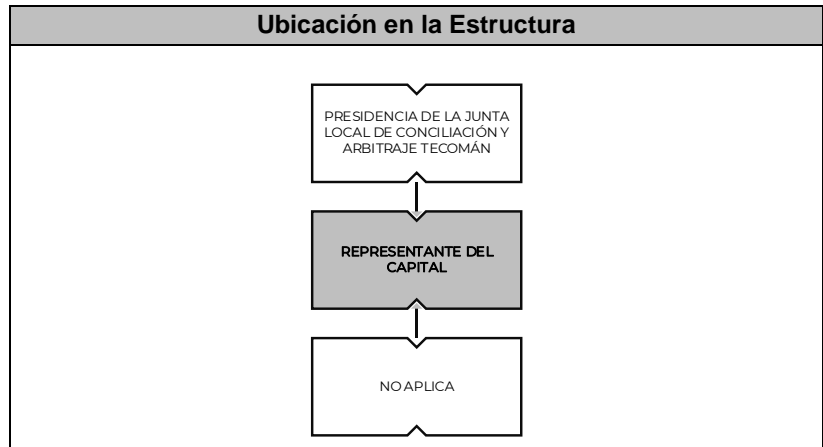 Ubicación en la Estructura
PRESIDENCIA DE LA JUNTA
LOCAL DE CONCILIACIÓN Y
ARBITRAJE TECOMÁN
REPRESENTANTE DEL
CAPITAL
NO APLICA